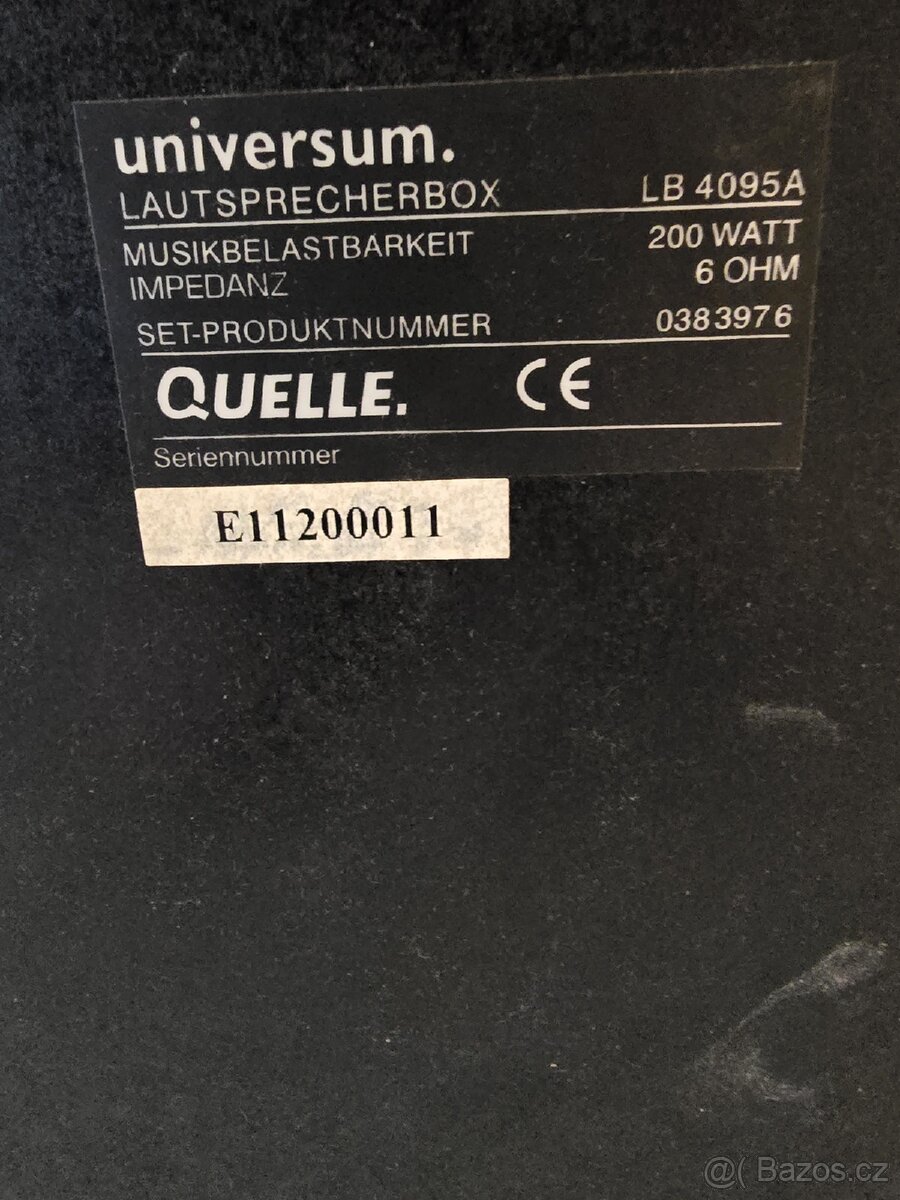 universum.
LAUTSPRECHERBOX LB 4095A
MUSIKBELASTBARKEIT 200 WATT
IMPEDANZ 6 OHM
SET-PRODUKTNUMMER 0383976
QUELLE. CE
Seriennummer
E11200011
@( Bazos.cz